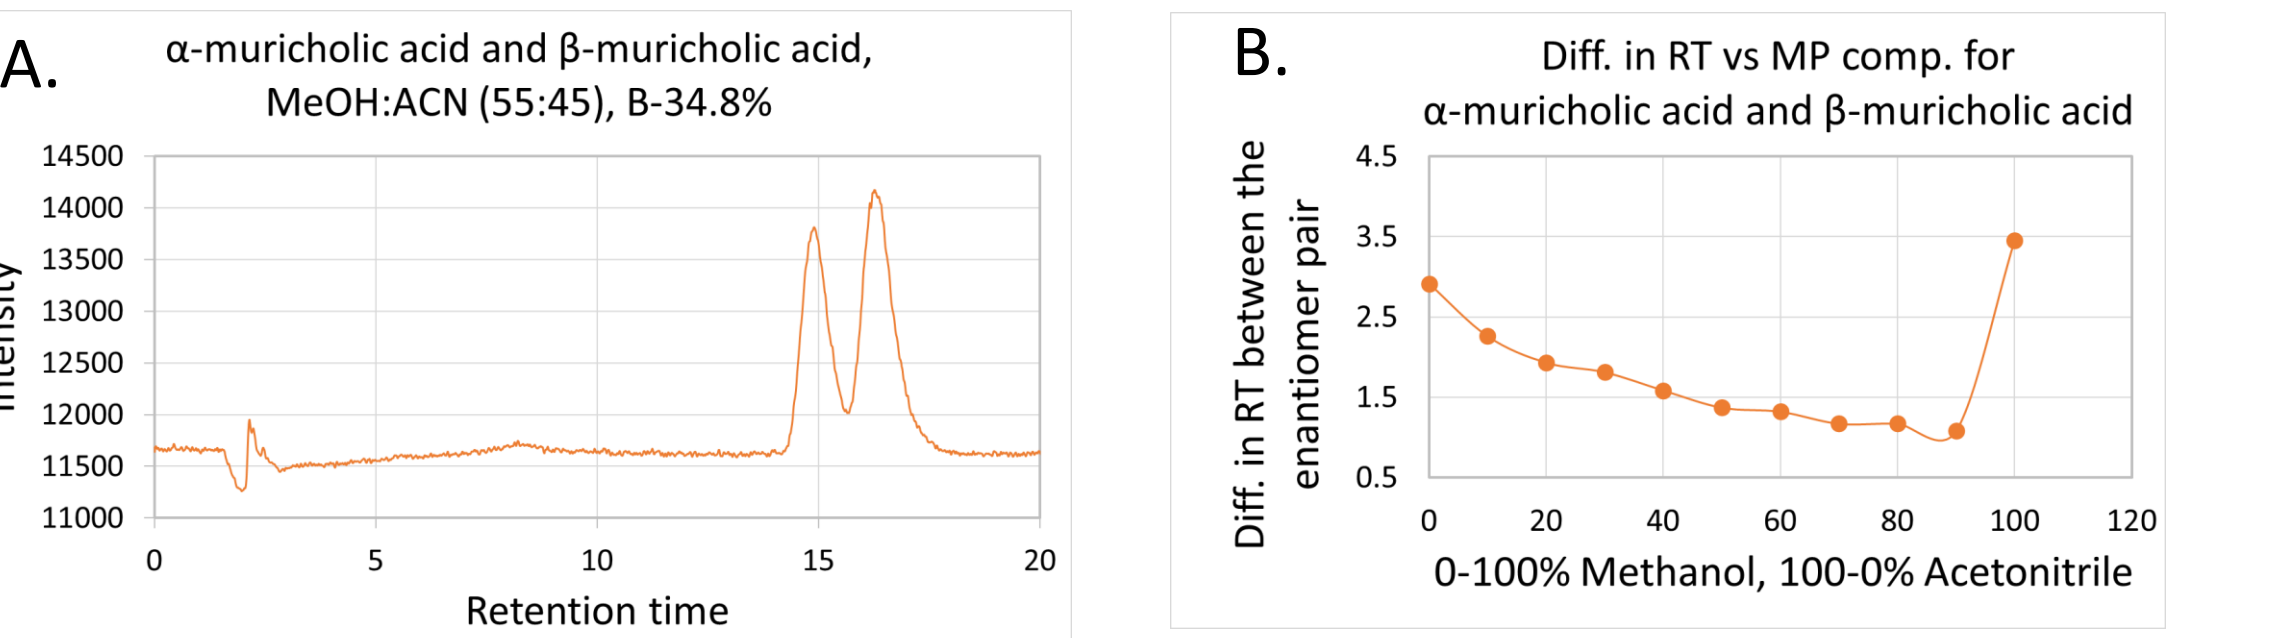 A.
α-muricholic acid and β-muricholic acid,
MeOH:ACN (55:45), B-34.8%
14500
14000
13500
13000
12500
12000
11500
11000
0 5 10 15 20
Retention time
B.
Diff. in RT vs MP comp. for
α-muricholic acid and β-muricholic acid
Diff. in RT between the
enantiomer pair
4.5
3.5
2.5
1.5
0.5
0 20 40 60 80 100 120
0-100% Methanol, 100-0% Acetonitrile